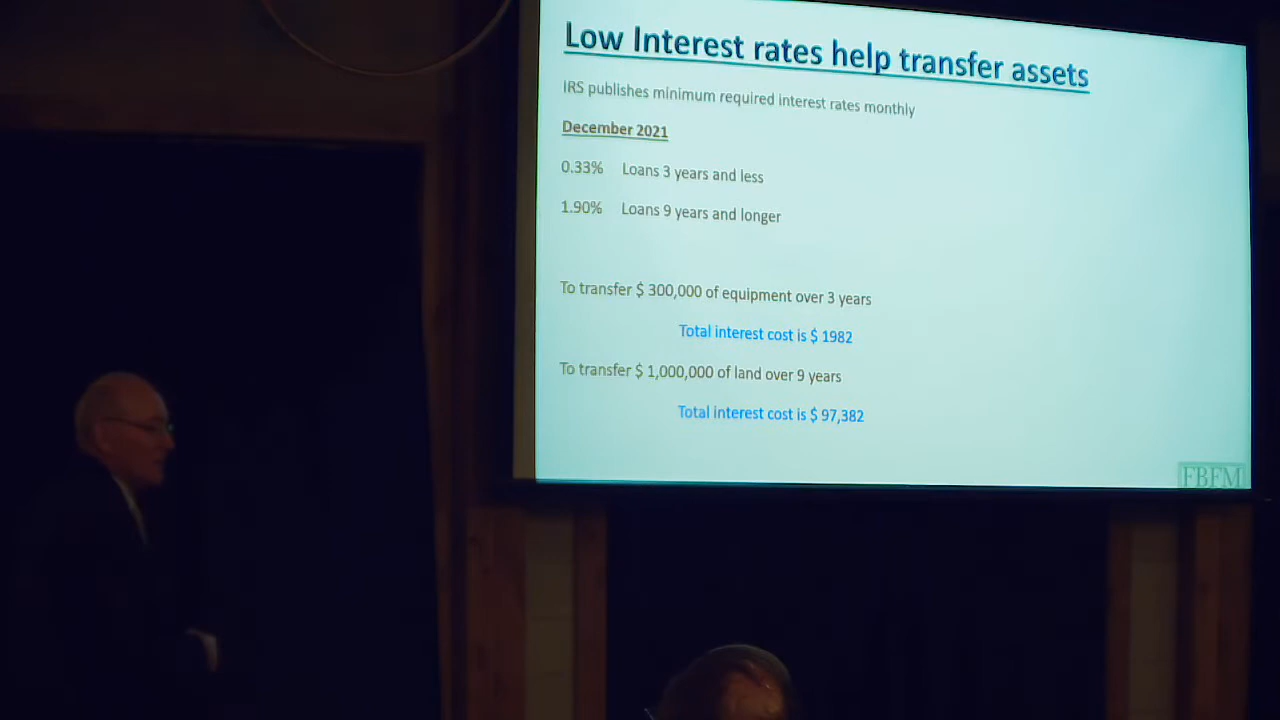 Low Interest rates help transfer assets
IRS publishes minimum required interest rates monthly
December 2021
0.33% Loans 3 years and less
1.90% Loans 9 years and longer
To transfer $ 300,000 of equipment over 3 years
Total interest cost is $ 1982
To transfer $ 1,000,000 of land over 9 years
Total interest cost is $ 97,382
FBFM